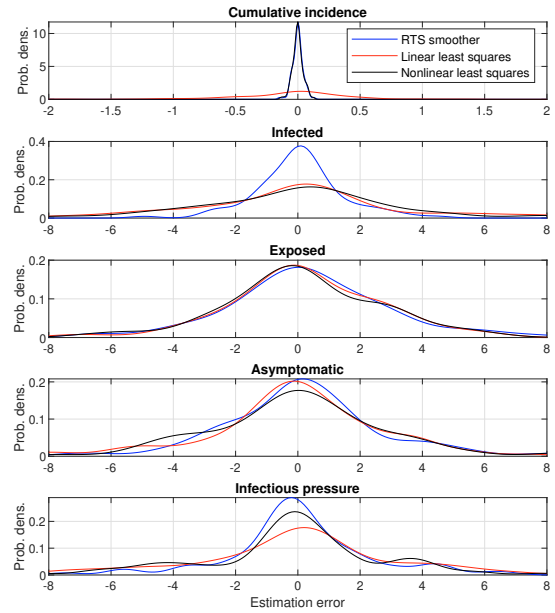 Cumulative incidence
Prob. dens.
10
5
0
-2 -1.5 -1 -0.5 0 0.5 1 1.5 2
RTS smoother
Linear least squares
Nonlinear least squares
Infected
Prob. dens.
0.4
0.2
0
-8 -6 -4 -2 0 2 4 6 8
Exposed
Prob. dens.
0.2
0.1
0
-8 -6 -4 -2 0 2 4 6 8
Asymptomatic
Prob. dens.
0.2
0.1
0
-8 -6 -4 -2 0 2 4 6 8
Infectious pressure
Prob. dens.
0.2
0.1
0
-8 -6 -4 -2 0 2 4 6 8
Estimation error